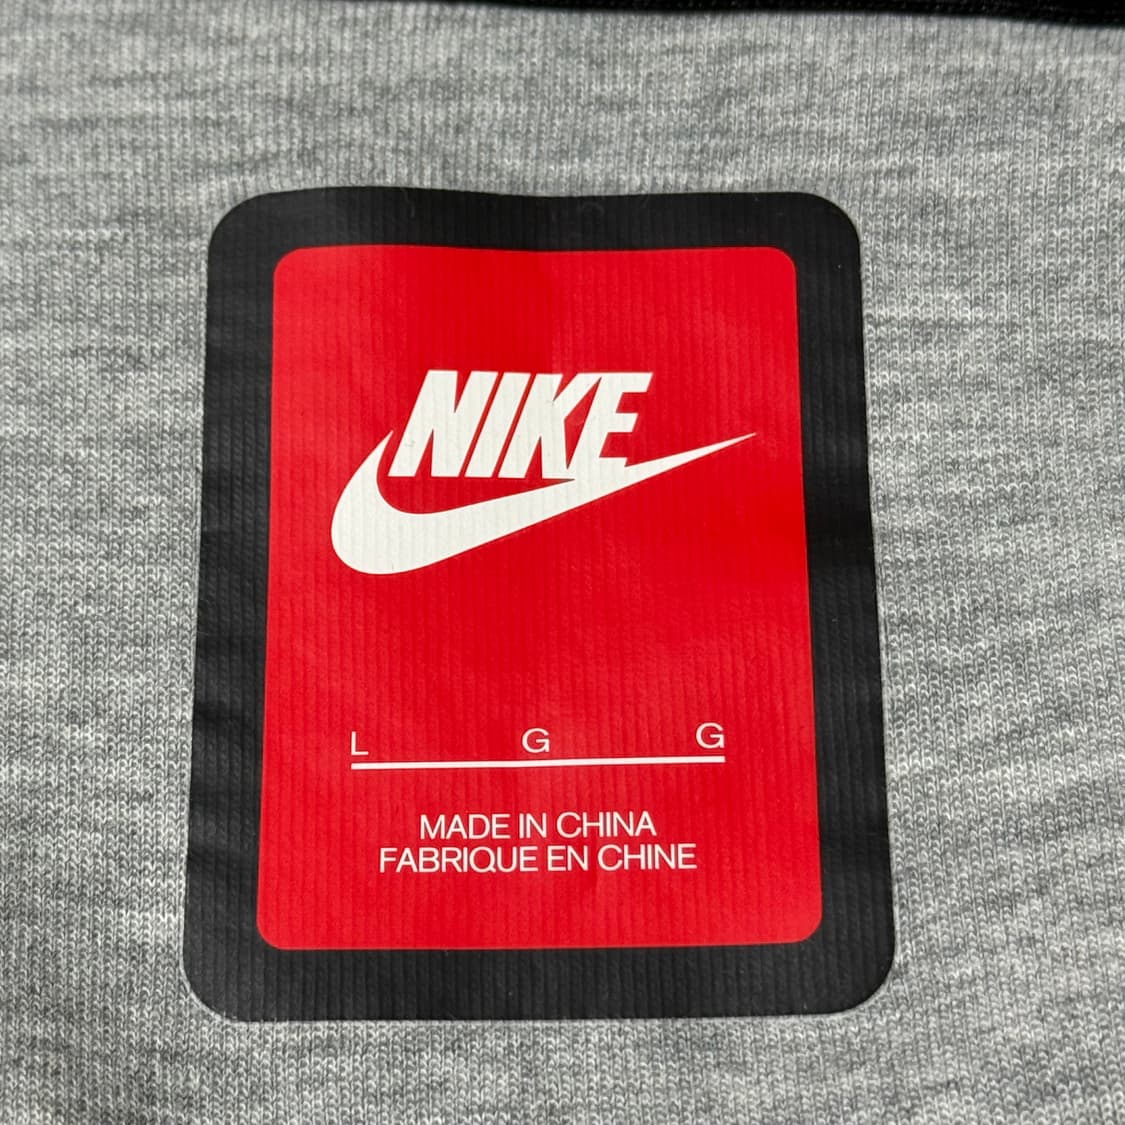 NIKE
L G G
MADE IN CHINA
FABRIQUE EN CHINE